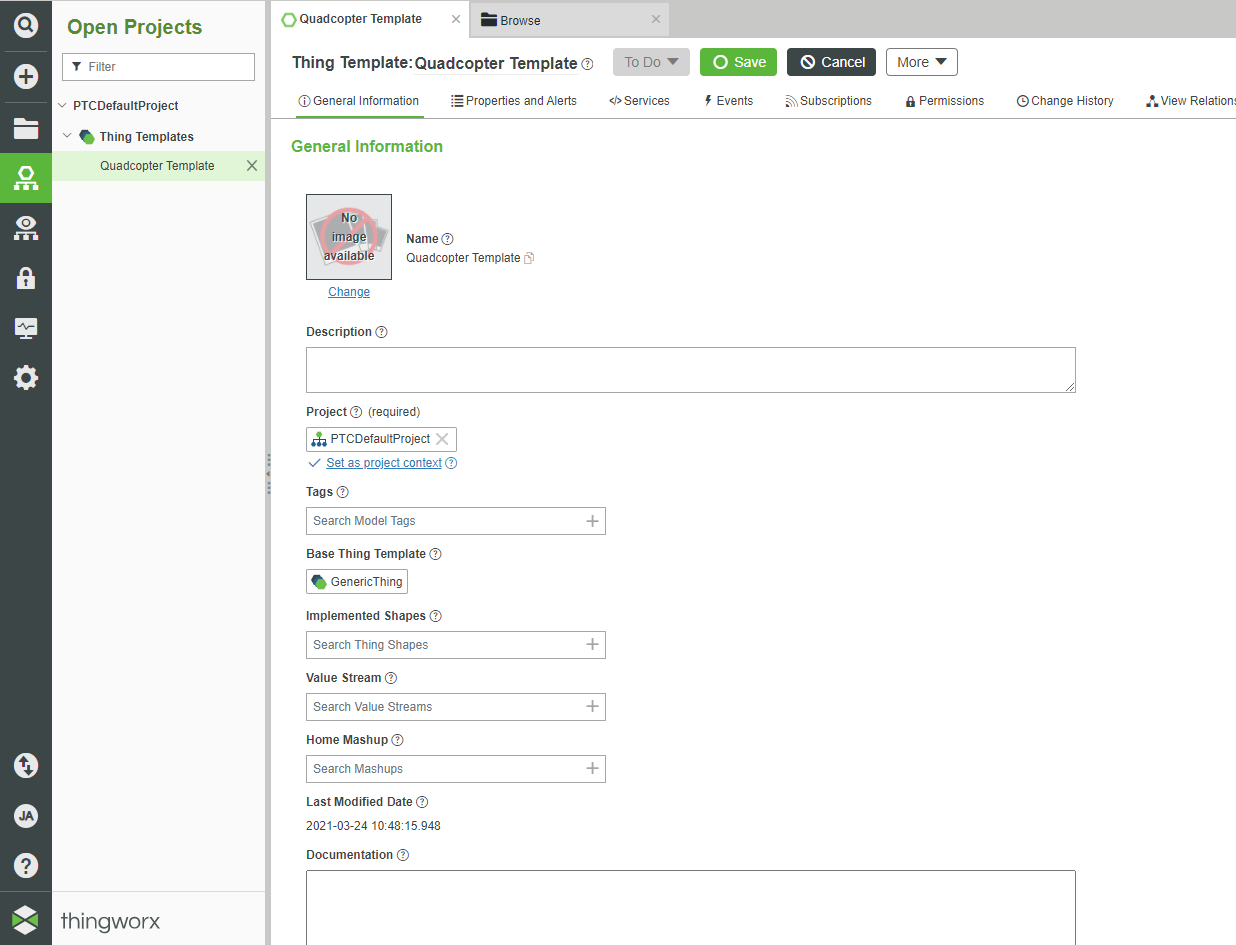 Open Projects
Filter
PTCDefaultProject
Thing Templates
Quadcopter Template
JA
?
thingworx
Quadcopter Template
Browse
Thing Template: Quadcopter Template ?
To Do
Save
Cancel
More
General Information
Properties and Alerts
</> Services
Events
Subscriptions
Permissions
Change History
View Relations
General Information
No
image
available
Change
Name ?
Quadcopter Template
Description ?
Project ? (required)
PTCDefaultProject
Set as project context ?
Tags ?
Search Model Tags
Base Thing Template ?
GenericThing
Implemented Shapes ?
Search Thing Shapes
Value Stream ?
Search Value Streams
Home Mashup ?
Search Mashups
Last Modified Date ?
2021-03-24 10:48:15.948
Documentation ?